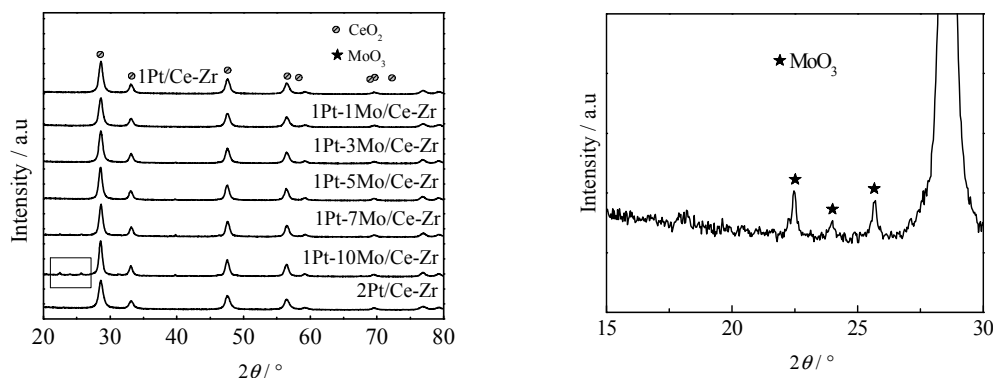 CeO₂
MoO₃
1Pt/Ce-Zr
1Pt-1Mo/Ce-Zr
1Pt-3Mo/Ce-Zr
1Pt-5Mo/Ce-Zr
1Pt-7Mo/Ce-Zr
1Pt-10Mo/Ce-Zr
2Pt/Ce-Zr
Intensity / a.u
20 30 40 50 60 70 80
2θ / °
MoO₃
Intensity / a.u
15 20 25 30
2θ / °